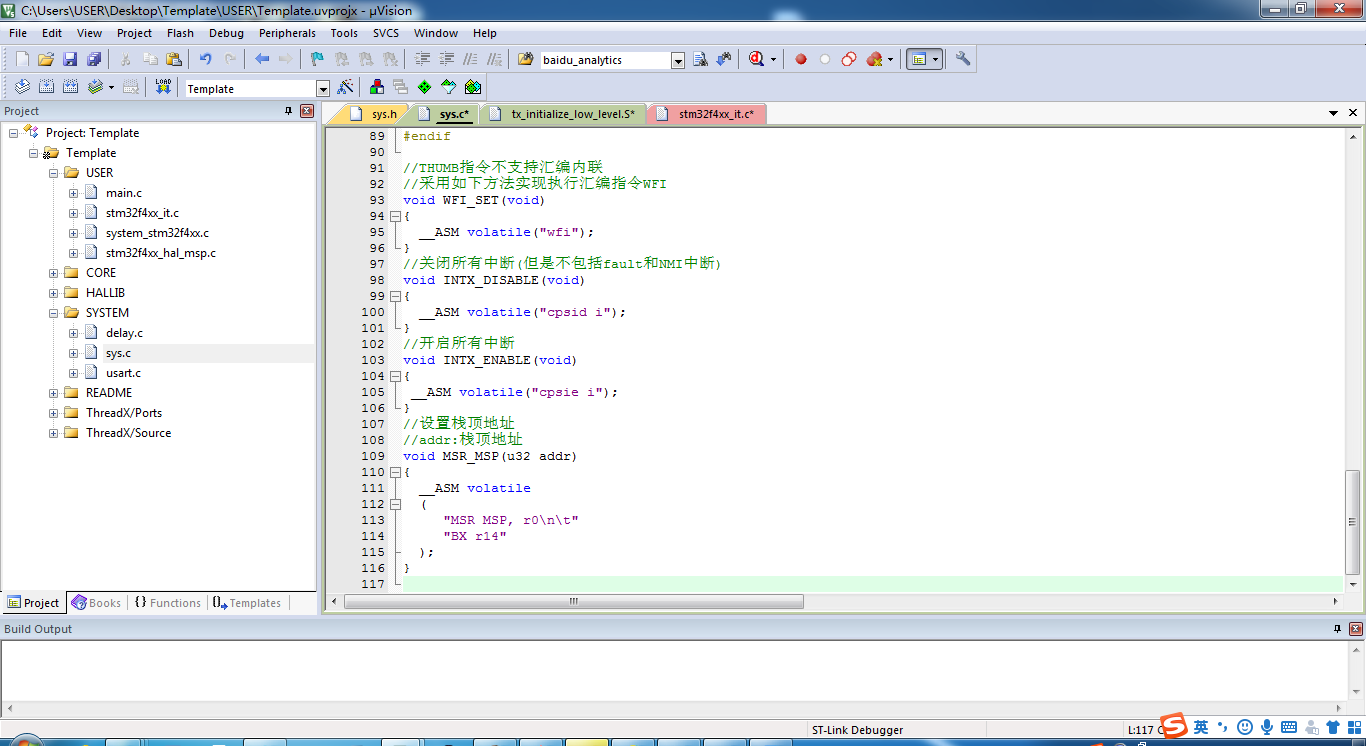 C:\Users\USER\Desktop\Template\USER\Template.uvprojx - µVision
File Edit View Project Flash Debug Peripherals Tools SVCS Window Help
baidu_analytics
LOAD Template
Project
Project: Template
Template
USER
main.c
stm32f4xx_it.c
system_stm32f4xx.c
stm32f4xx_hal_msp.c
CORE
HALLIB
SYSTEM
delay.c
sys.c
usart.c
README
ThreadX/Ports
ThreadX/Source
Project Books {} Functions Templates
sys.h sys.c* tx_initialize_low_level.S* stm32f4xx_it.c*
89 #endif
90
91 //THUMB指令不支持汇编内联
92 //采用如下方法实现执行汇编指令WFI
93 void WFI_SET(void)
94 {
95 __ASM volatile("wfi");
96 }
97 //关闭所有中断(但是不包括fault和NMI中断)
98 void INTX_DISABLE(void)
99 {
100 __ASM volatile("cpsid i");
101 }
102 //开启所有中断
103 void INTX_ENABLE(void)
104 {
105 __ASM volatile("cpsie i");
106 }
107 //设置栈顶地址
108 //addr:栈顶地址
109 void MSR_MSP(u32 addr)
110 {
111 __ASM volatile
112 (
113 "MSR MSP, r0\n\t"
114 "BX r14"
115 );
116 }
117
Build Output
ST-Link Debugger L:117 英